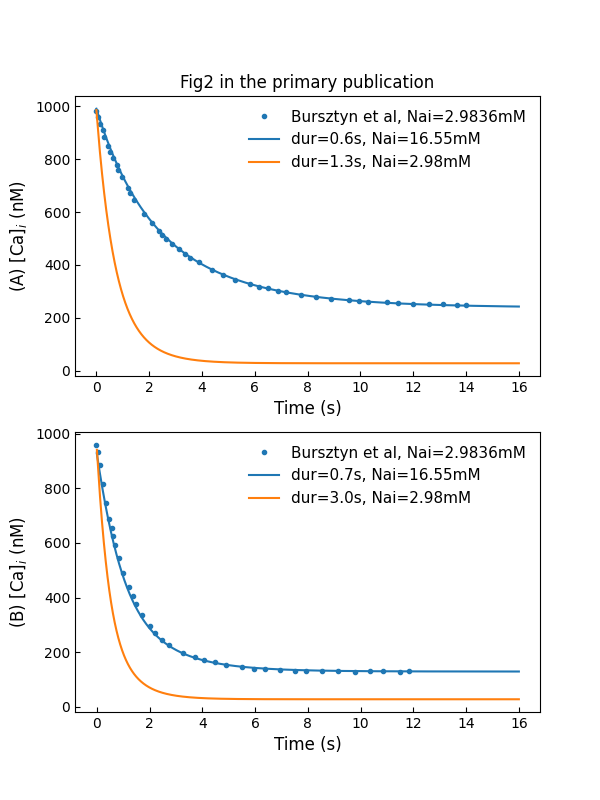 Fig2 in the primary publication
1000
800
600
400
200
0
(A) [Ca]i (nM)
Bursztyn et al, Nai=2.9836mM
dur=0.6s, Nai=16.55mM
dur=1.3s, Nai=2.98mM
0 2 4 6 8 10 12 14 16
Time (s)
1000
800
600
400
200
0
(B) [Ca]i (nM)
Bursztyn et al, Nai=2.9836mM
dur=0.7s, Nai=16.55mM
dur=3.0s, Nai=2.98mM
0 2 4 6 8 10 12 14 16
Time (s)